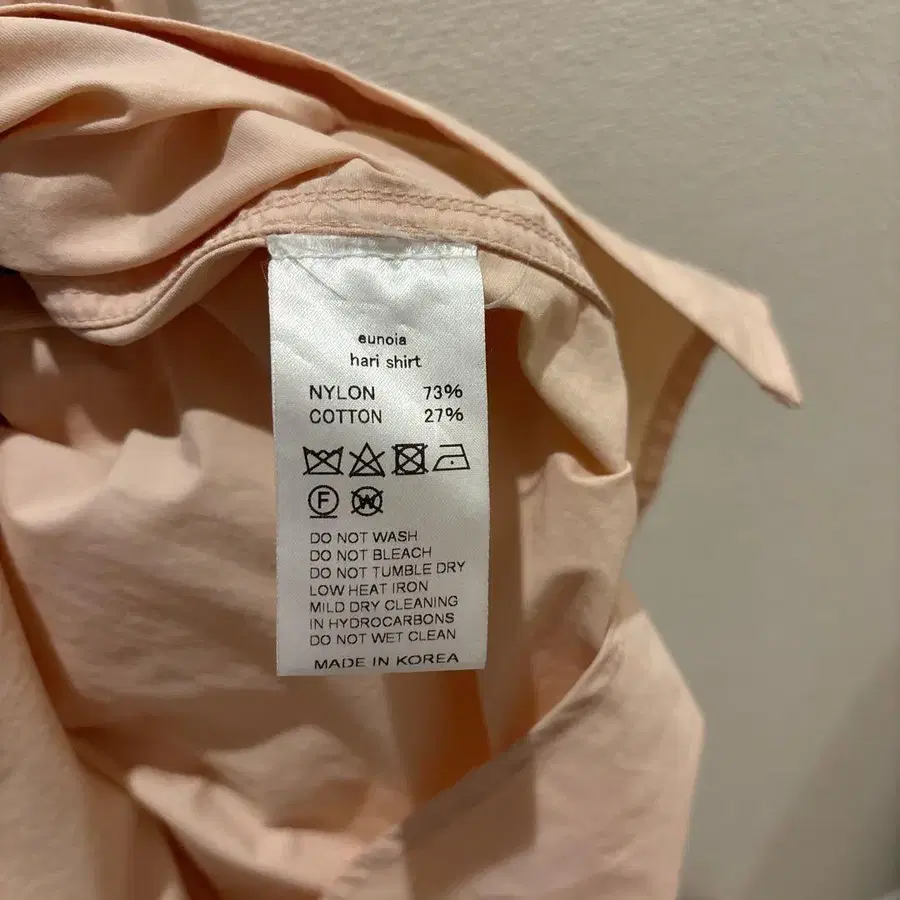 eunoia
hari shirt
NYLON 73%
COTTON 27%
F W
DO NOT WASH
DO NOT BLEACH
DO NOT TUMBLE DRY
LOW HEAT IRON
MILD DRY CLEANING
IN HYDROCARBONS
DO NOT WET CLEAN
MADE IN KOREA